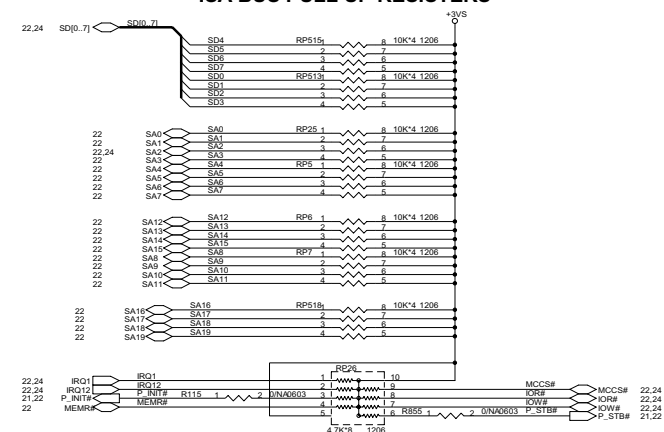 ISA BUS PULL UP REGISTERS
+3VS
22,24 SD[0..7] SD[0..7]
SD4 RP515 1 8 10K*4 1206
SD5 2 7
SD6 3 6
SD7 4 5
SD0 RP513 1 8 10K*4 1206
SD1 2 7
SD2 3 6
SD3 4 5
22 SA0 SA0 RP25 1 8 10K*4 1206
22 SA1 SA1 2 7
22,24 SA2 SA2 3 6
22 SA3 SA3 4 5
22 SA4 SA4 RP5 1 8 10K*4 1206
22 SA5 SA5 2 7
22 SA6 SA6 3 6
22 SA7 SA7 4 5
22 SA12 SA12 RP6 1 8 10K*4 1206
22 SA13 SA13 2 7
22 SA14 SA14 3 6
22 SA15 SA15 4 5
22 SA8 SA8 RP7 1 8 10K*4 1206
22 SA9 SA9 2 7
22 SA10 SA10 3 6
22 SA11 SA11 4 5
22 SA16 SA16 RP518 1 8 10K*4 1206
22 SA17 SA17 2 7
22 SA18 SA18 3 6
22 SA19 SA19 4 5
RP26
22,24 IRQ1 IRQ1 1 10
22,24 IRQ12 IRQ12 2 9 MCCS# MCCS# 22,24
21,22 P_INIT# P_INIT# R115 1 2 0/NA0603 3 8 IOR# IOR# 22,24
22 MEMR# MEMR# 4 7 IOW# IOW# 22,24
5 6 R855 1 2 0/NA0603 P_STB# P_STB# 21,22
4.7K*8 1206